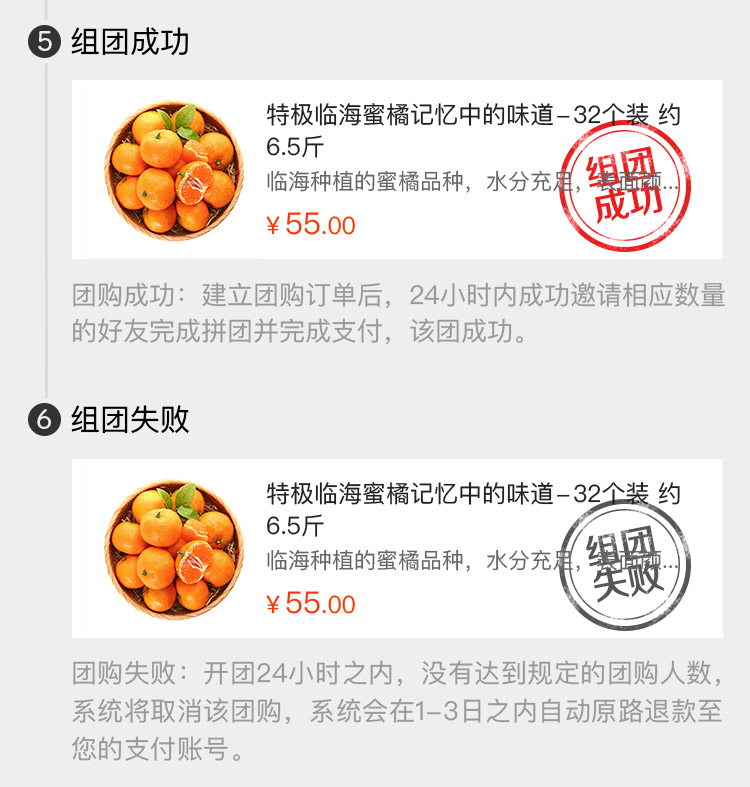 5 组团成功
特极临海蜜橘记忆中的味道-32个装 约
6.5斤
临海种植的蜜橘品种，水分充足，表面颜...
¥55.00
组团
成功
团购成功：建立团购订单后，24小时内成功邀请相应数量
的好友完成拼团并完成支付，该团成功。
6 组团失败
特极临海蜜橘记忆中的味道-32个装 约
6.5斤
临海种植的蜜橘品种，水分充足，表面颜...
¥55.00
组团
失败
团购失败：开团24小时之内，没有达到规定的团购人数，
系统将取消该团购，系统会在1-3日之内自动原路退款至
您的支付账号。